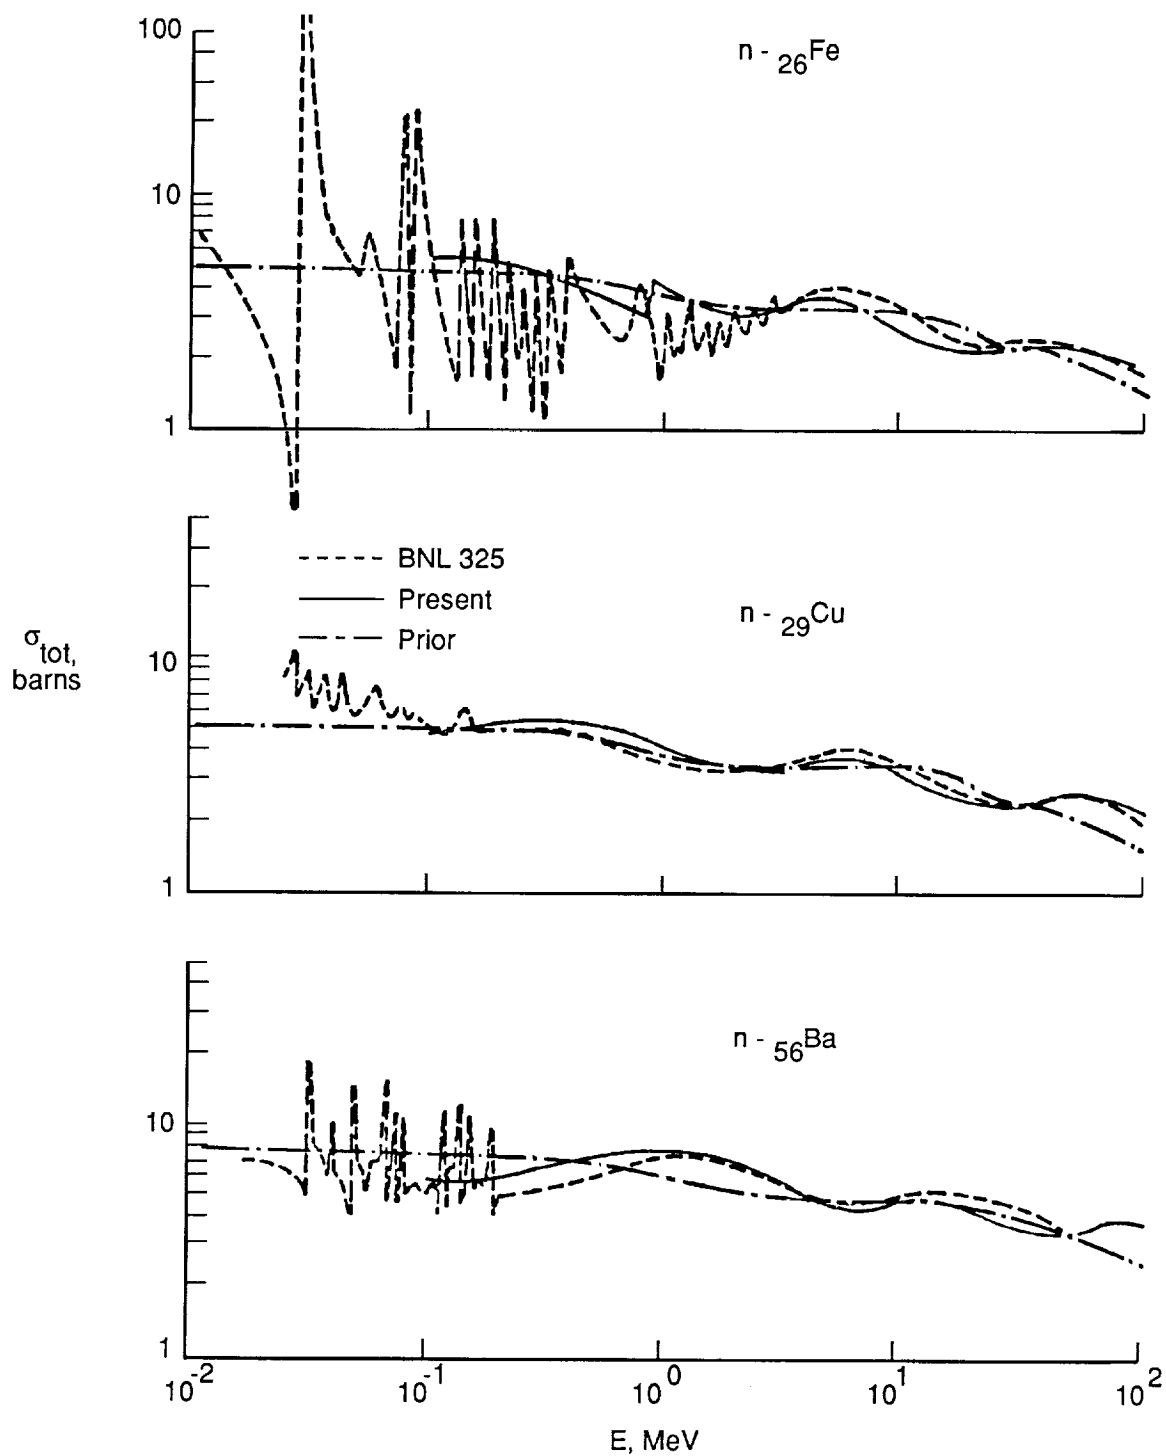 100
n - 26Fe
10
1
BNL 325
Present
Prior
n - 29Cu
σtot,
barns
10
1
n - 56Ba
10
1
10-2
10-1
100
101
102
E, MeV